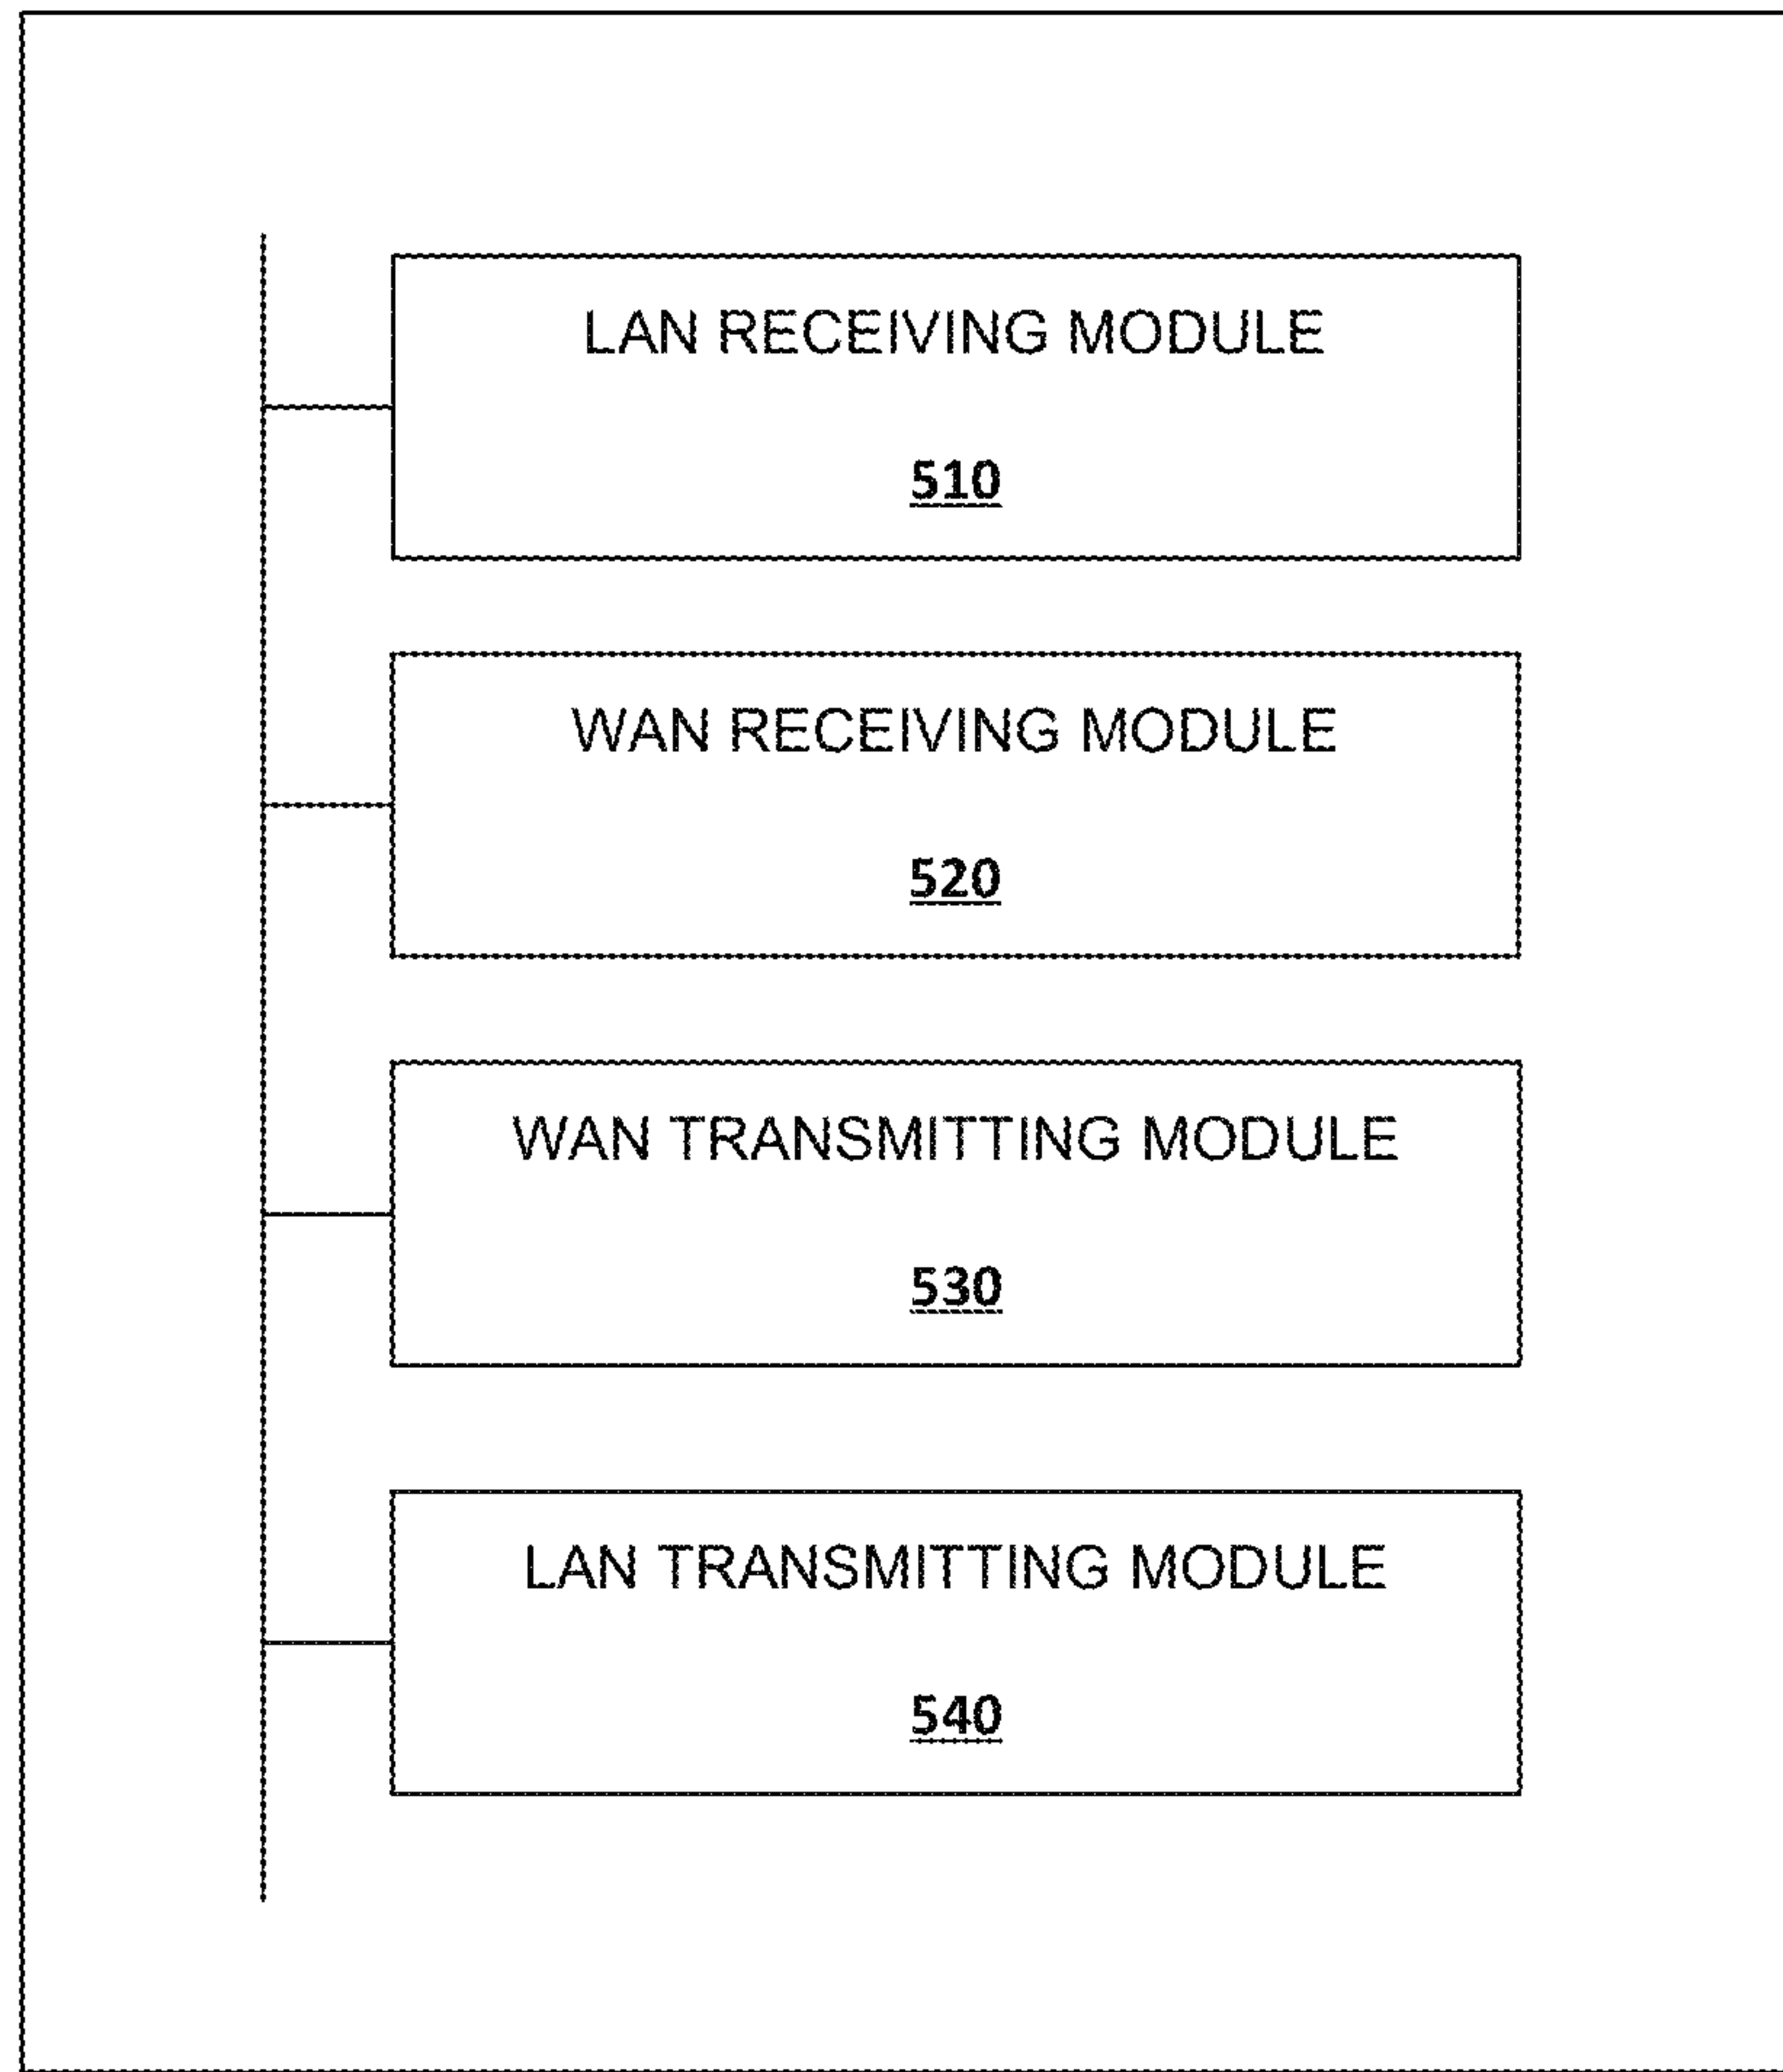 LAN RECEIVING MODULE
510
WAN RECEIVING MODULE
520
WAN TRANSMITTING MODULE
530
LAN TRANSMITTING MODULE
540